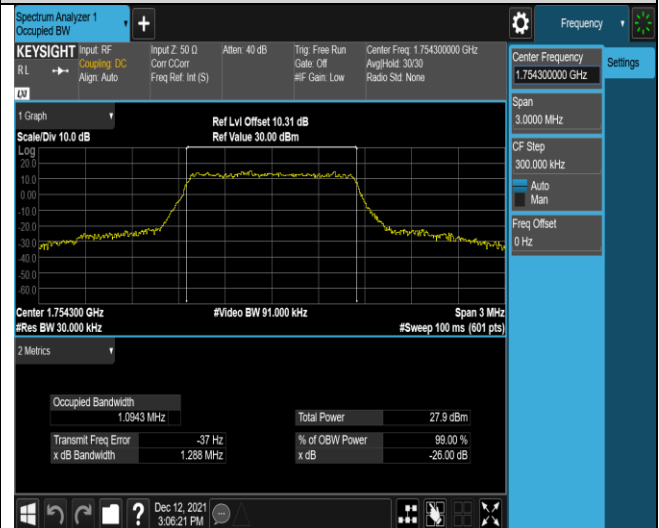 Spectrum Analyzer 1
Occupied BW
Frequency
KEYSIGHT
RL
LXI
Input: RF
Coupling: DC
Align: Auto
Input Z: 50 Ω
Corr CCorr
Freq Ref: Int (S)
Atten: 40 dB
Trig: Free Run
Gate: Off
#IF Gain: Low
Center Freq: 1.754300000 GHz
Avg|Hold: 30/30
Radio Std: None
Center Frequency
1.754300000 GHz
Settings
Span
3.0000 MHz
CF Step
300.000 kHz
Auto
Man
Freq Offset
0 Hz
1 Graph
Scale/Div 10.0 dB
Ref Lvl Offset 10.31 dB
Ref Value 30.00 dBm
Log
20.0
10.0
0.00
-10.0
-20.0
-30.0
-40.0
-50.0
-60.0
Center 1.754300 GHz
#Video BW 91.000 kHz
Span 3 MHz
#Res BW 30.000 kHz
#Sweep 100 ms (601 pts)
2 Metrics
Occupied Bandwidth
1.0943 MHz
Total Power 27.9 dBm
Transmit Freq Error -37 Hz
% of OBW Power 99.00 %
x dB Bandwidth 1.288 MHz
x dB -26.00 dB
?
Dec 12, 2021
3:06:21 PM